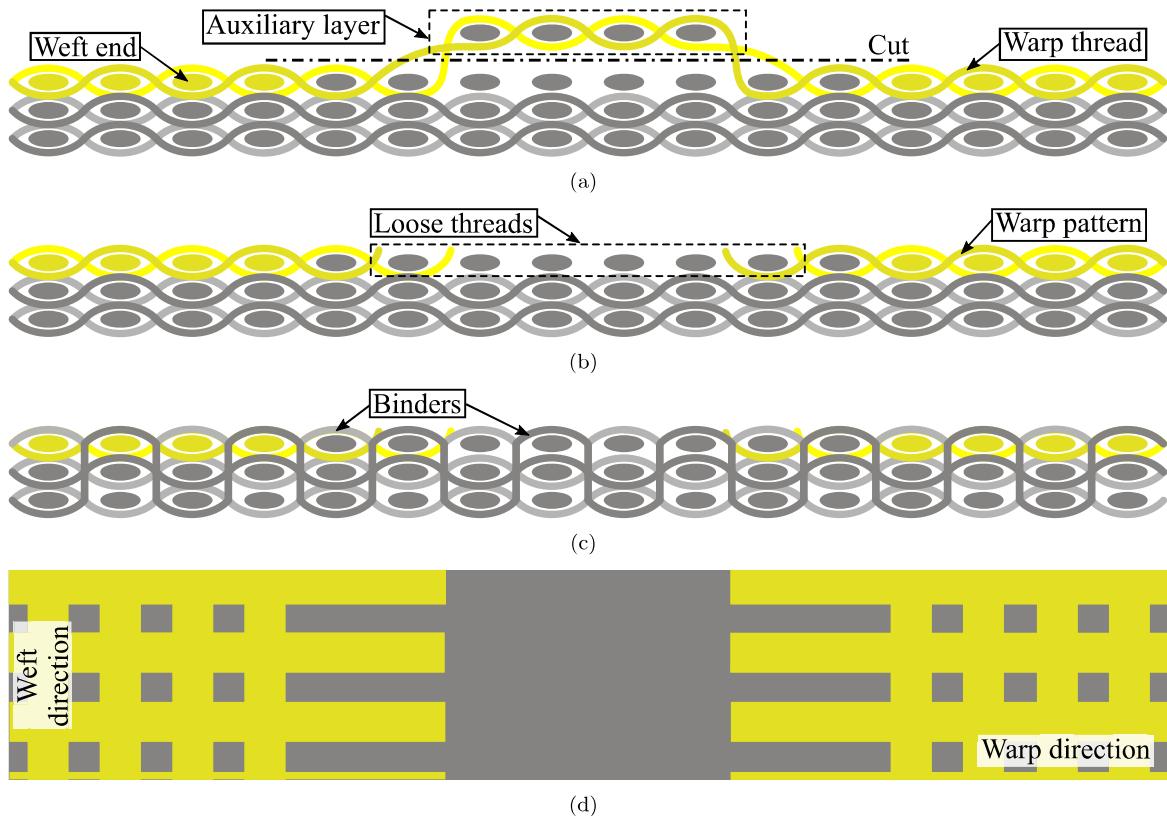 Auxiliary layer
Weft end
Cut
Warp thread
(a)
Loose threads
Warp pattern
(b)
Binders
(c)
Weft
direction
Warp direction
(d)